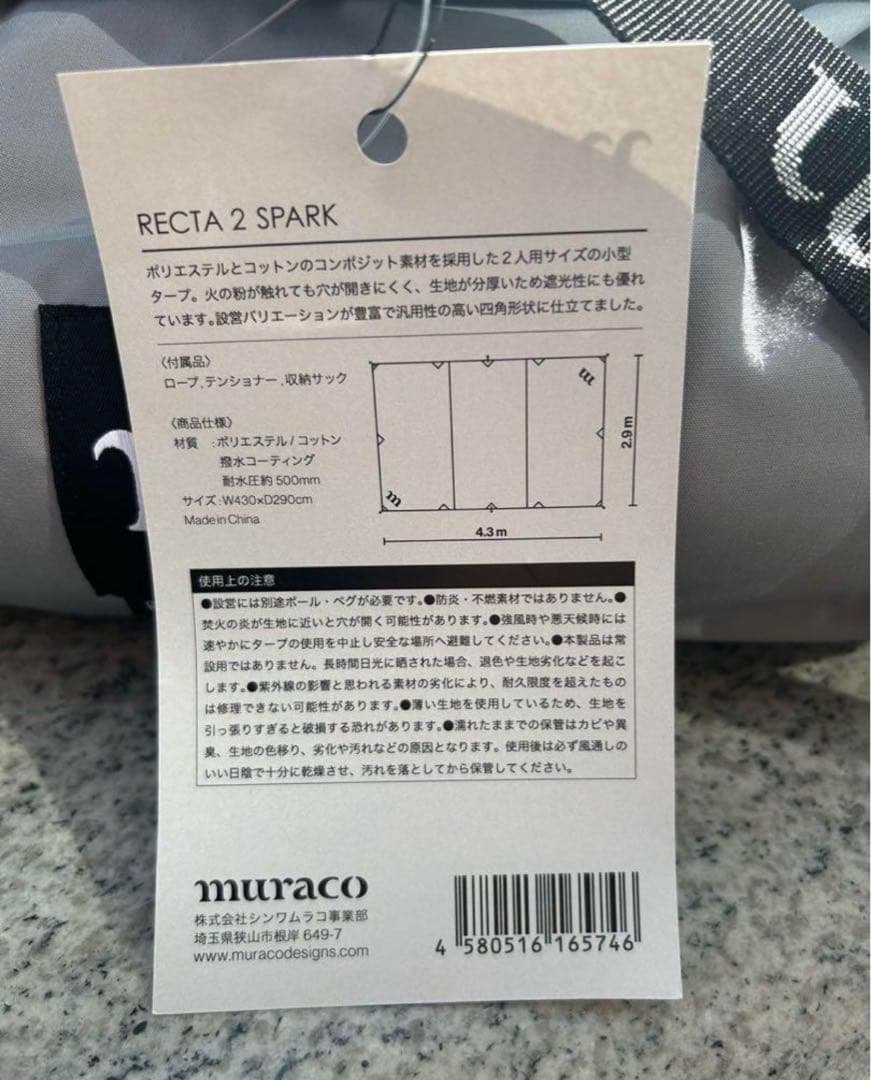 RECTA 2 SPARK
ポリエステルとコットンのコンポジット素材を採用した2人用サイズの小型
タープ。火の粉が触れても穴が開きにくく、生地が分厚いため遮光性にも優れ
ています。設営バリエーションが豊富で汎用性の高い四角形状に仕立てました。
〈付属品〉
ロープ,テンショナー,収納サック
〈商品仕様〉
材質 :ポリエステル/コットン
撥水コーティング
耐水圧約500mm
サイズ:W430×D290cm
Made in China
m
m
2.9m
4.3m
使用上の注意
●設営には別途ポール・ペグが必要です。●防炎・不燃素材ではありません。●
焚火の炎が生地に近いと穴が開く可能性があります。●強風時や悪天候時には
速やかにタープの使用を中止し安全な場所へ避難してください。●本製品は常
設用ではありません。長時間日光に晒された場合、退色や生地劣化などを起こ
します。●紫外線の影響と思われる素材の劣化により、耐久限度を超えたもの
は修理できない可能性があります。●薄い生地を使用しているため、生地を
引っ張りすぎると破損する恐れがあります。●濡れたままでの保管はカビや異
臭、生地の色移り、劣化や汚れなどの原因となります。使用後は必ず風通しの
いい日陰で十分に乾燥させ、汚れを落としてから保管してください。
muraco
株式会社シンワムラコ事業部
埼玉県狭山市根岸649-7
www.muracodesigns.com
4 580516 165746